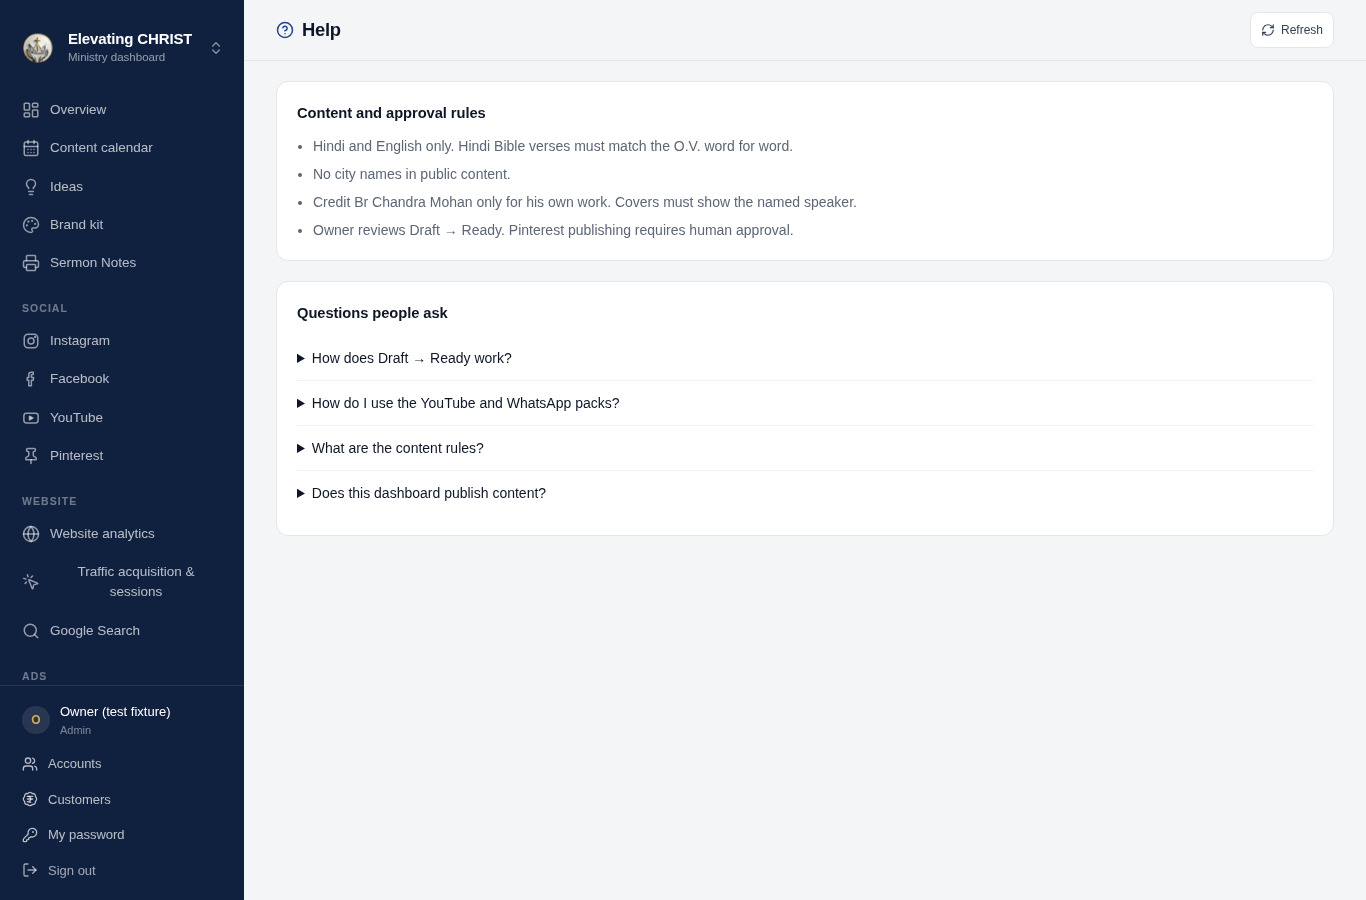 Elevating CHRIST
Ministry dashboard
Overview
Content calendar
Ideas
Brand kit
Sermon Notes
SOCIAL
Instagram
Facebook
YouTube
Pinterest
WEBSITE
Website analytics
Traffic acquisition &
sessions
Google Search
ADS
O
Owner (test fixture)
Admin
Accounts
Customers
My password
Sign out
Help
Refresh
Content and approval rules
• Hindi and English only. Hindi Bible verses must match the O.V. word for word.
• No city names in public content.
• Credit Br Chandra Mohan only for his own work. Covers must show the named speaker.
• Owner reviews Draft → Ready. Pinterest publishing requires human approval.
Questions people ask
▶ How does Draft → Ready work?
▶ How do I use the YouTube and WhatsApp packs?
▶ What are the content rules?
▶ Does this dashboard publish content?